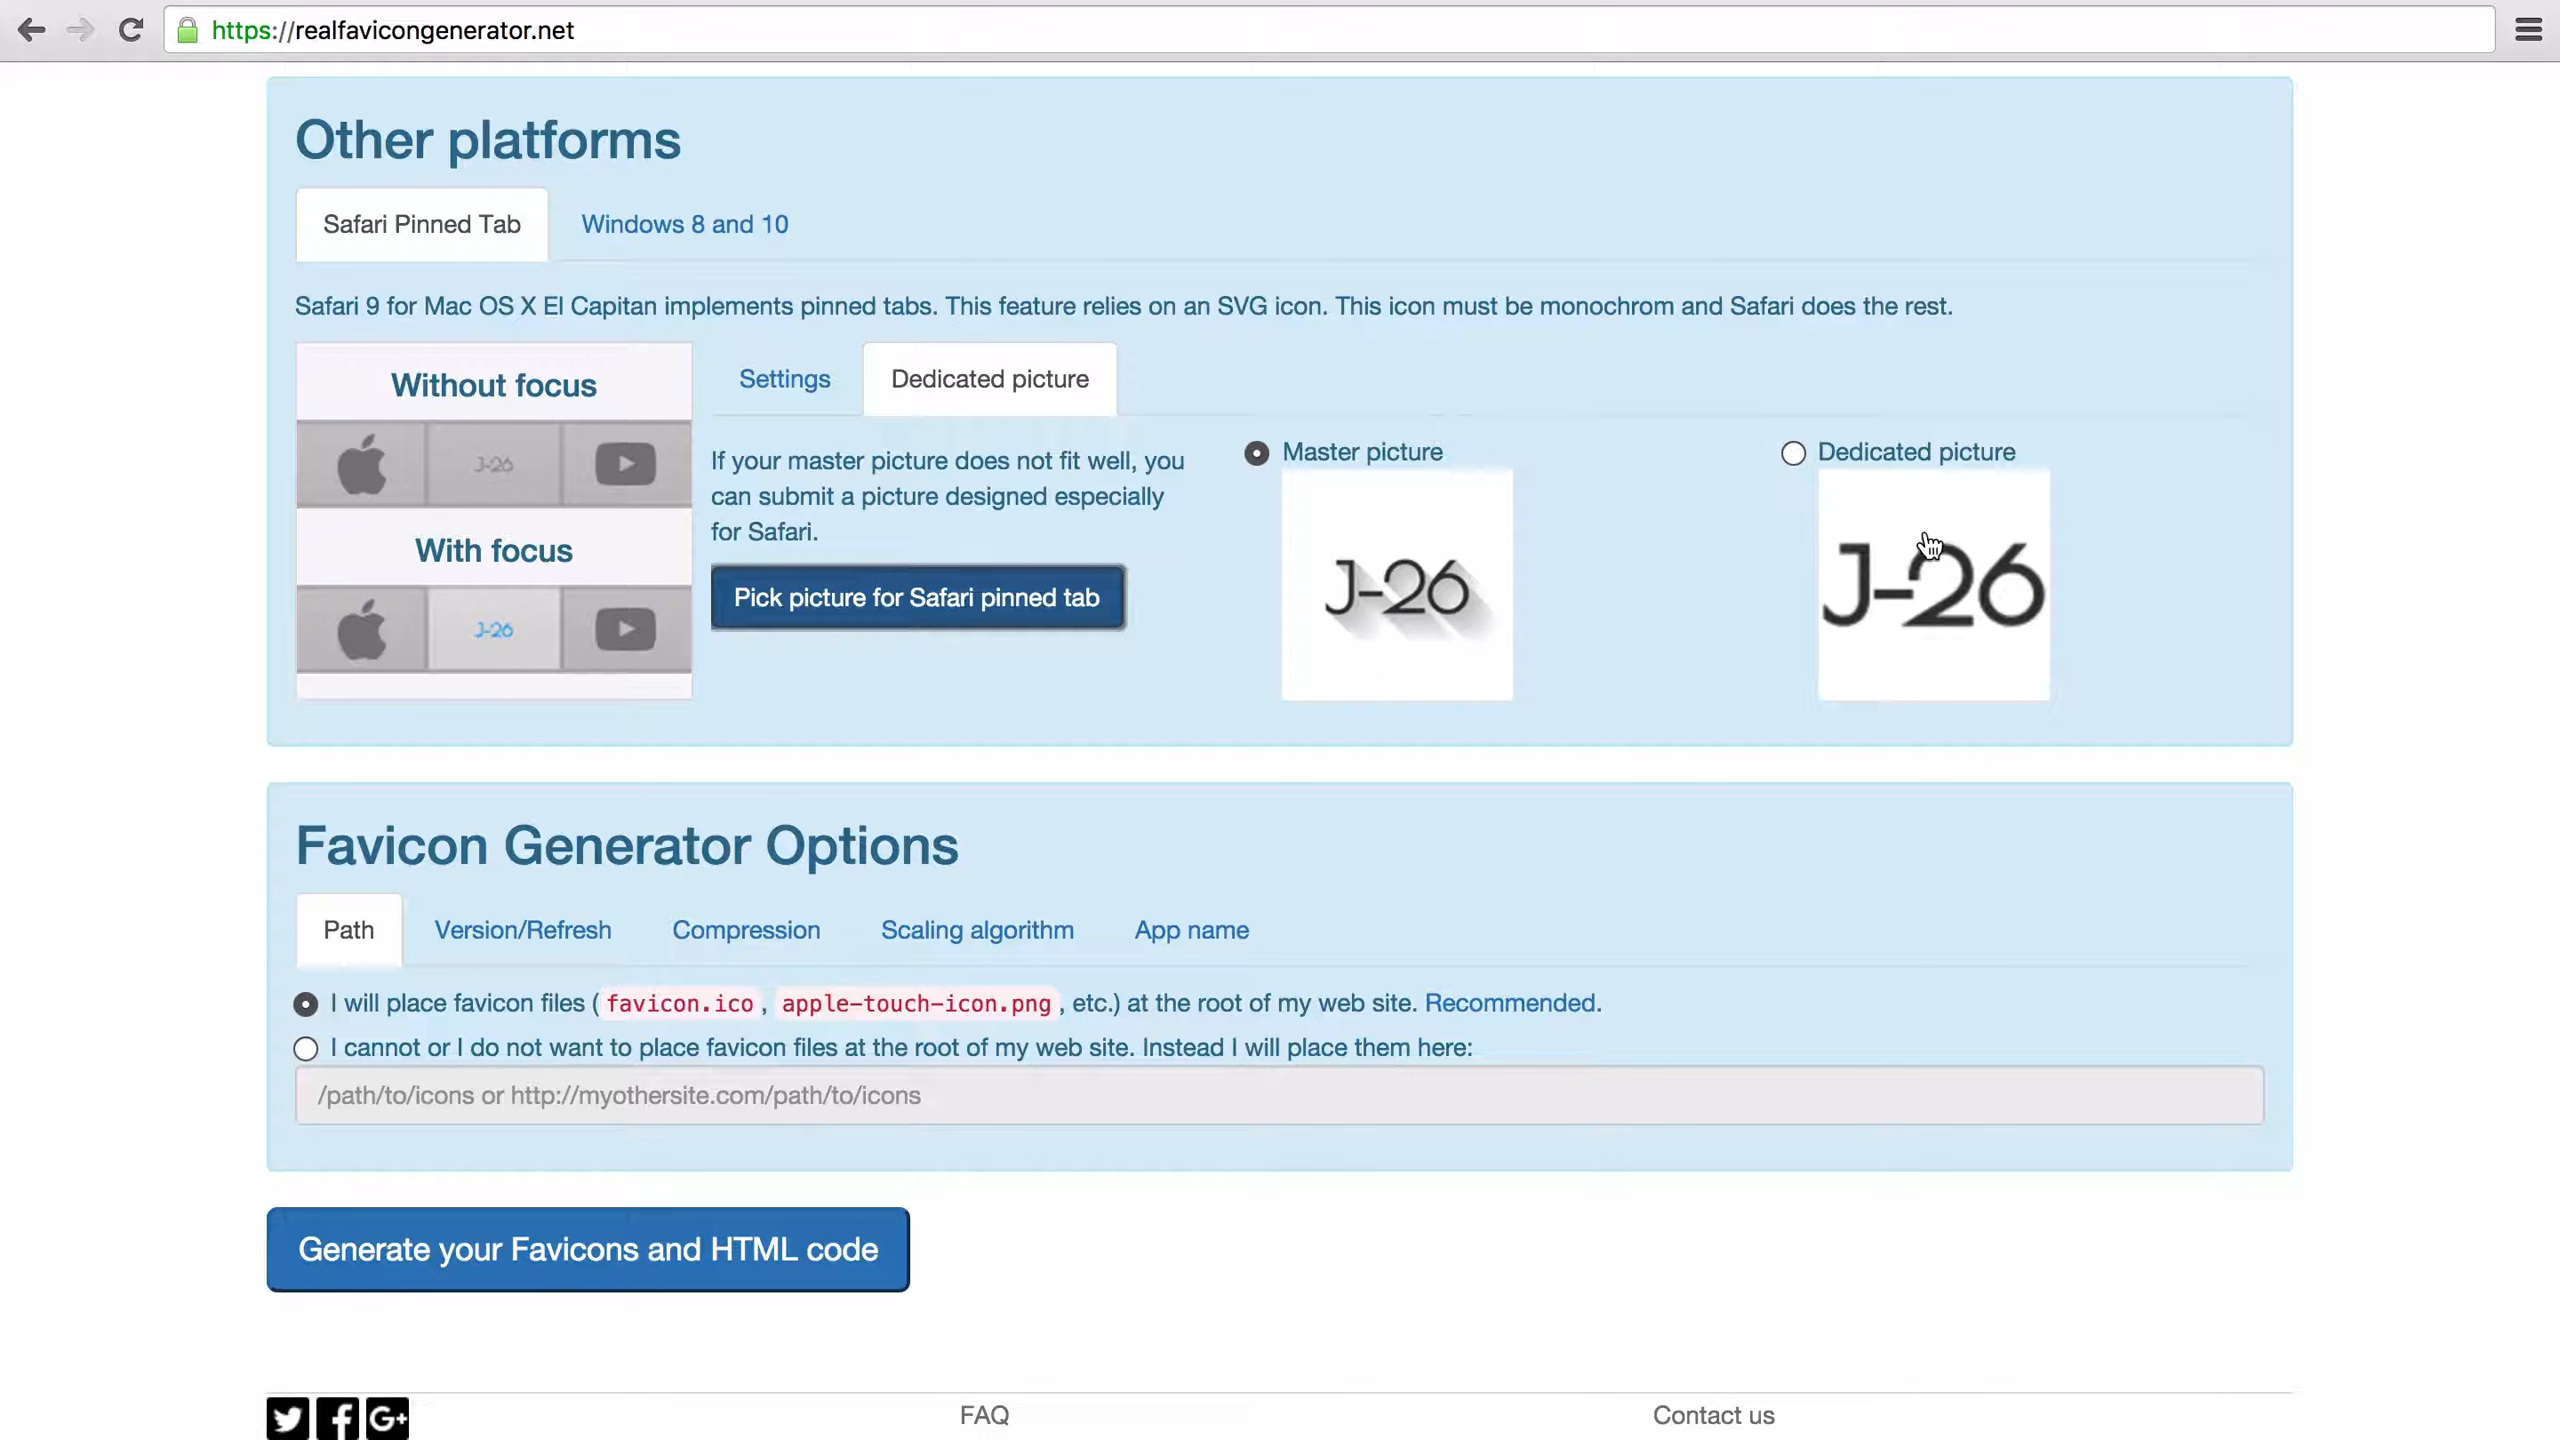 https://realfavicongenerator.net
Other platforms
Safari Pinned Tab Windows 8 and 10
Safari 9 for Mac OS X El Capitan implements pinned tabs. This feature relies on an SVG icon. This icon must be monochrom and Safari does the rest.
Without focus
J-26
With focus
J-26
Settings Dedicated picture
If your master picture does not fit well, you
can submit a picture designed especially
for Safari.
Pick picture for Safari pinned tab
Master picture
J-26
Dedicated picture
J-26
Favicon Generator Options
Path Version/Refresh Compression Scaling algorithm App name
I will place favicon files ( favicon.ico , apple-touch-icon.png , etc.) at the root of my web site. Recommended.
I cannot or I do not want to place favicon files at the root of my web site. Instead I will place them here:
/path/to/icons or http://myothersite.com/path/to/icons
Generate your Favicons and HTML code
G+ FAQ Contact us